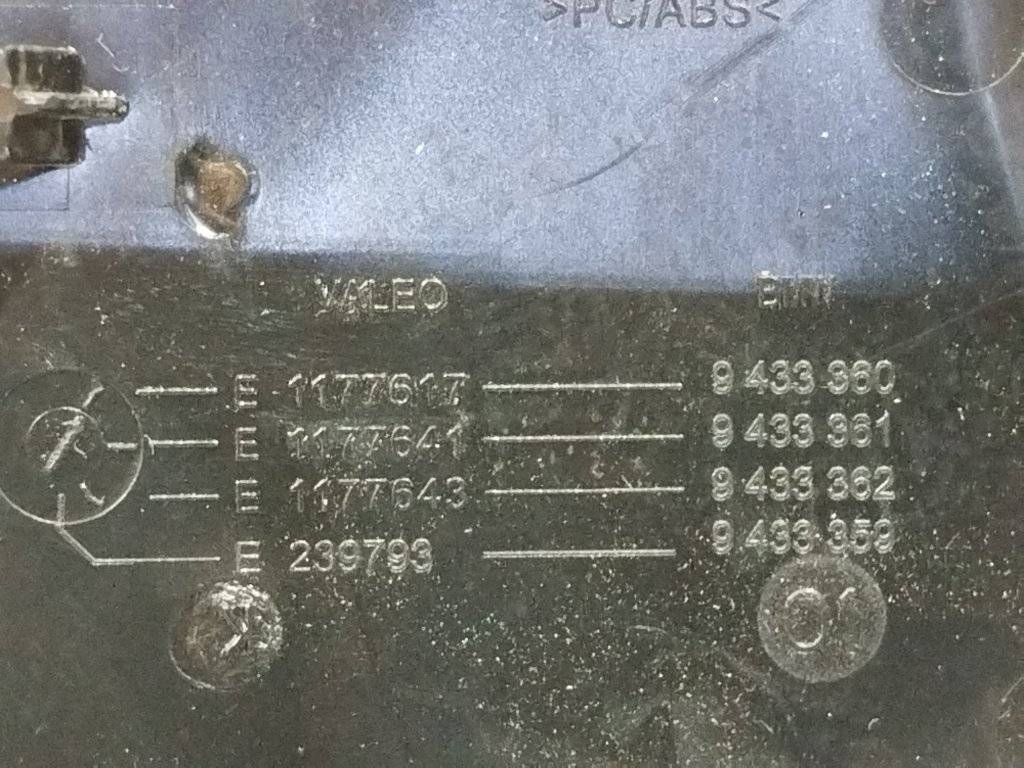 >PC/ABS<
VALEO BMW
E 1177617 9 433 360
E 1177641 9 433 361
E 1177643 9 433 362
E 239793 9 433 359
01